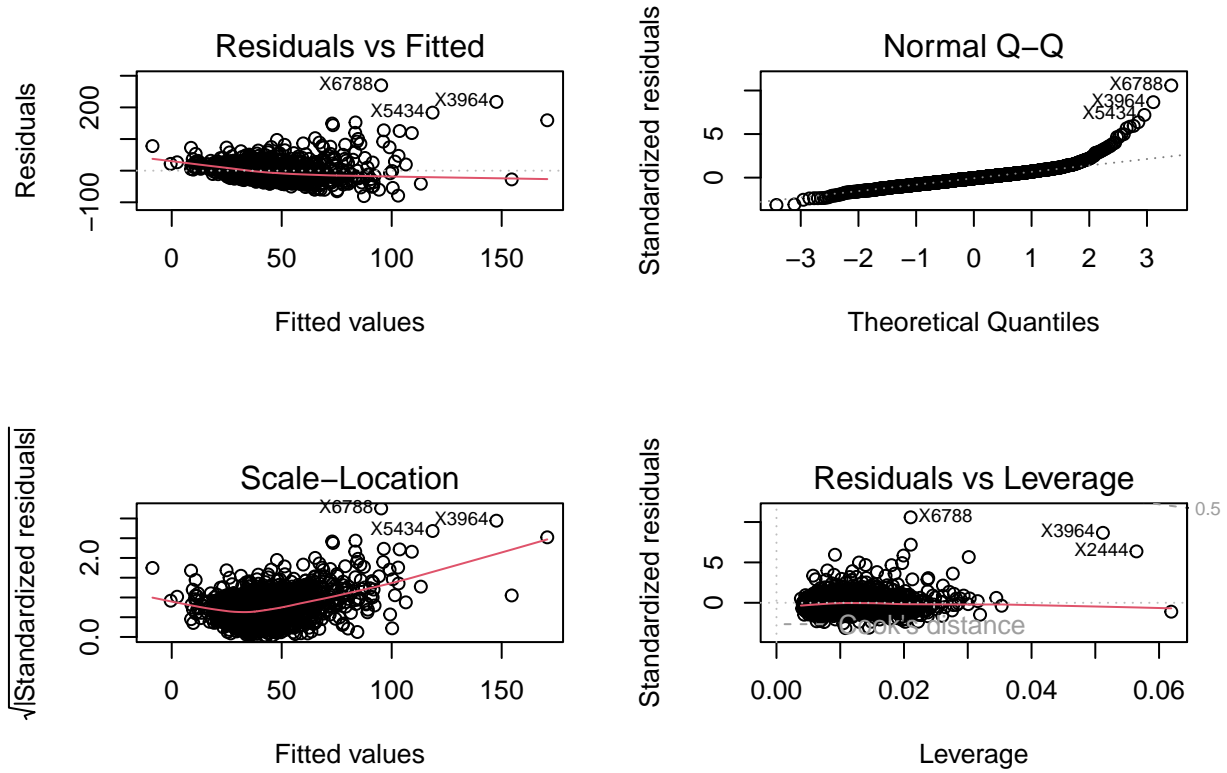 Residuals vs Fitted
Residuals
200
−100
X6788
X3964
X5434
0 50 100 150
Fitted values
Normal Q−Q
Standardized residuals
5
0
X6788
X3964
X5434
−3 −2 −1 0 1 2 3
Theoretical Quantiles
Scale−Location
√|Standardized residuals|
2.0
0.0
X6788
X3964
X5434
0 50 100 150
Fitted values
Residuals vs Leverage
Standardized residuals
5
0
X6788
X3964
X2444
0.5
Cook's distance
0.00 0.02 0.04 0.06
Leverage